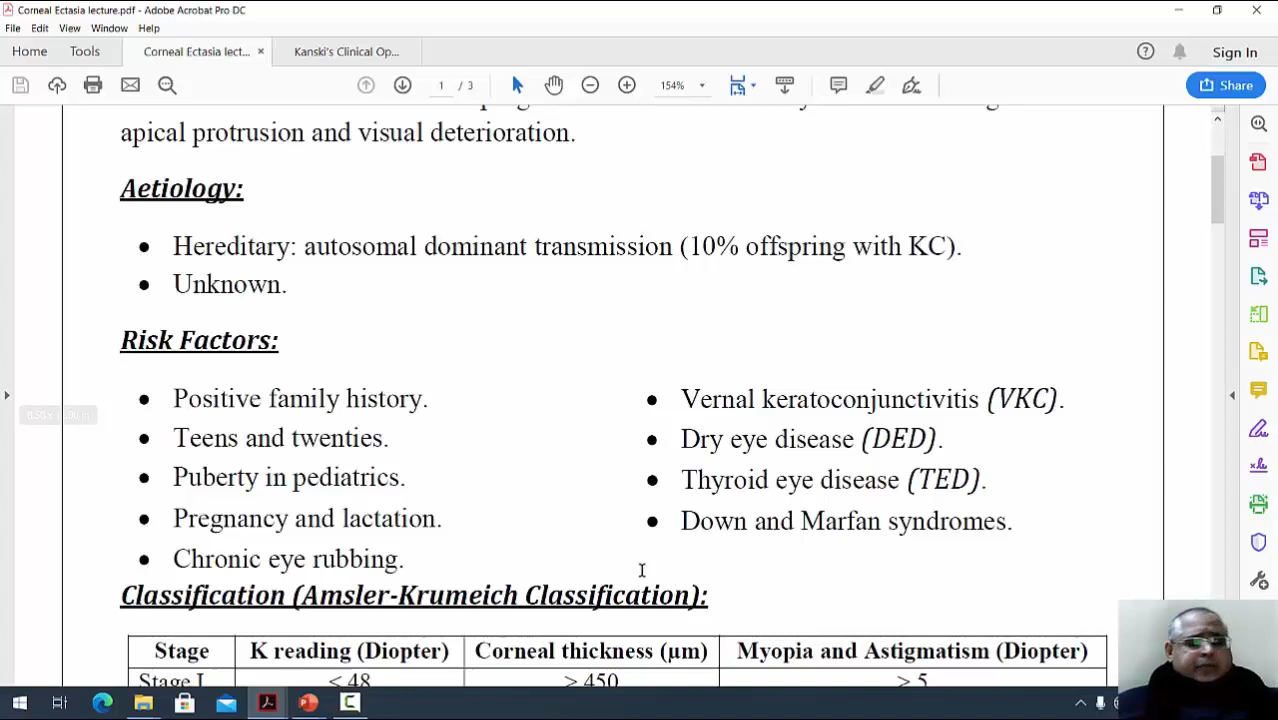 Corneal Ectasia lecture.pdf - Adobe Acrobat Pro DC
File Edit View Window Help
Home Tools Corneal Ectasia lect... × Kanski's Clinical Op... Sign In
1 / 3 154% Share
apical protrusion and visual deterioration.
Aetiology:
• Hereditary: autosomal dominant transmission (10% offspring with KC).
• Unknown.
Risk Factors:
• Positive family history.
• Teens and twenties.
• Puberty in pediatrics.
• Pregnancy and lactation.
• Chronic eye rubbing.
• Vernal keratoconjunctivitis (VKC).
• Dry eye disease (DED).
• Thyroid eye disease (TED).
• Down and Marfan syndromes.
Classification (Amsler-Krumeich Classification):
Stage K reading (Diopter) Corneal thickness (µm) Myopia and Astigmatism (Diopter)
Stage I < 48 > 450 > 5